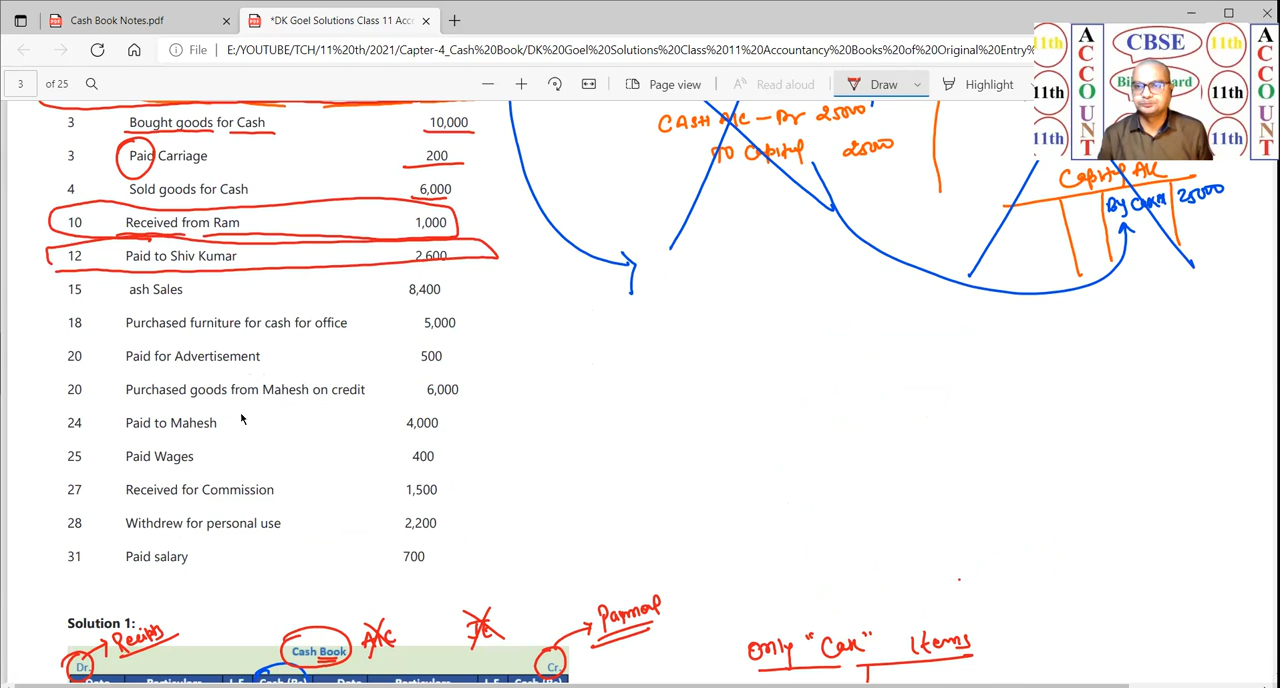 Cash Book Notes.pdf
*DK Goel Solutions Class 11 Acc
File
E:/YOUTUBE/TCH/11%20th/2021/Capter-4_Cash%20Book/DK%20Goel%20Solutions%20Class%2011%20Accountancy%20Books%20of%20Original%20Entry
3 of 25
Page view
Read aloud
Draw
Highlight
11th
11th
11th
A
C
C
O
U
N
T
CBSE
11th
11th
11th
A
C
C
O
U
N
T
3 Bought goods for Cash 10,000
3 Paid Carriage 200
4 Sold goods for Cash 6,000
10 Received from Ram 1,000
12 Paid to Shiv Kumar 2,600
15 ash Sales 8,400
18 Purchased furniture for cash for office 5,000
20 Paid for Advertisement 500
20 Purchased goods from Mahesh on credit 6,000
24 Paid to Mahesh 4,000
25 Paid Wages 400
27 Received for Commission 1,500
28 Withdrew for personal use 2,200
31 Paid salary 700
CASH A/C - Dr 25000
TO Capital 25000
Capital A/C
By Cash 25000
Solution 1:
Cash Book
Dr.
Cr.
Only "Cash" Items